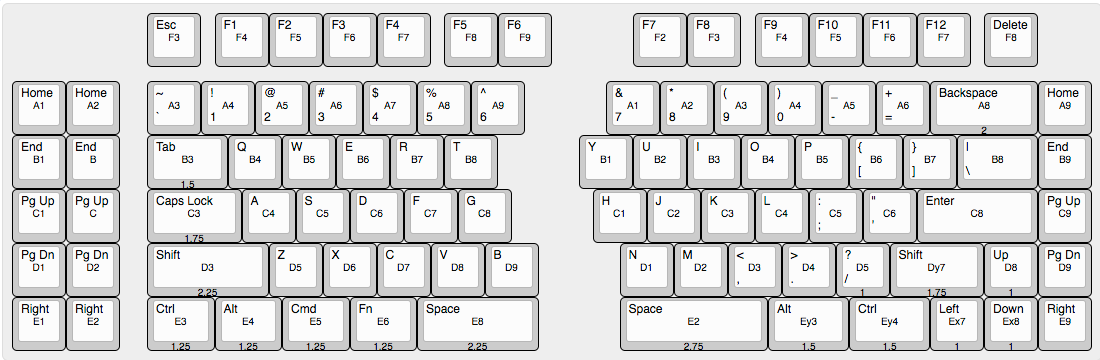 Esc F1 F2 F3 F4 F5 F6 F7 F8 F9 F10 F11 F12 Delete
F3 F4 F5 F6 F7 F8 F9 F2 F3 F4 F5 F6 F7 F8
Home Home ~ ! @ # $ % ^ & * ( ) _ + Backspace Home
A1 A2 A3 A4 A5 A6 A7 A8 A9 A1 A2 A3 A4 A5 A6 A8 A9
` 1 2 3 4 5 6 7 8 9 0 - =
2
End End Tab Q W E R T Y U I O P { } | End
B1 B B3 B4 B5 B6 B7 B8 B1 B2 B3 B4 B5 B6 B7 B8 B9
[ ] \
1.5
Pg Up Pg Up Caps Lock A S D F G H J K L : " Enter Pg Up
C1 C C3 C4 C5 C6 C7 C8 C1 C2 C3 C4 C5 C6 C8 C9
; '
1.75
Pg Dn Pg Dn Shift Z X C V B N M < > ? Shift Up Pg Dn
D1 D2 D3 D5 D6 D7 D8 D9 D1 D2 D3 D4 D5 Dy7 D8 D9
, . /
2.25 1 1.75 1
Right Right Ctrl Alt Cmd Fn Space Space Alt Ctrl Left Down Right
E1 E2 E3 E4 E5 E6 E8 E2 Ey3 Ey4 Ex7 Ex8 E9
1.25 1.25 1.25 1.25 2.25 2.75 1.5 1.5 1 1